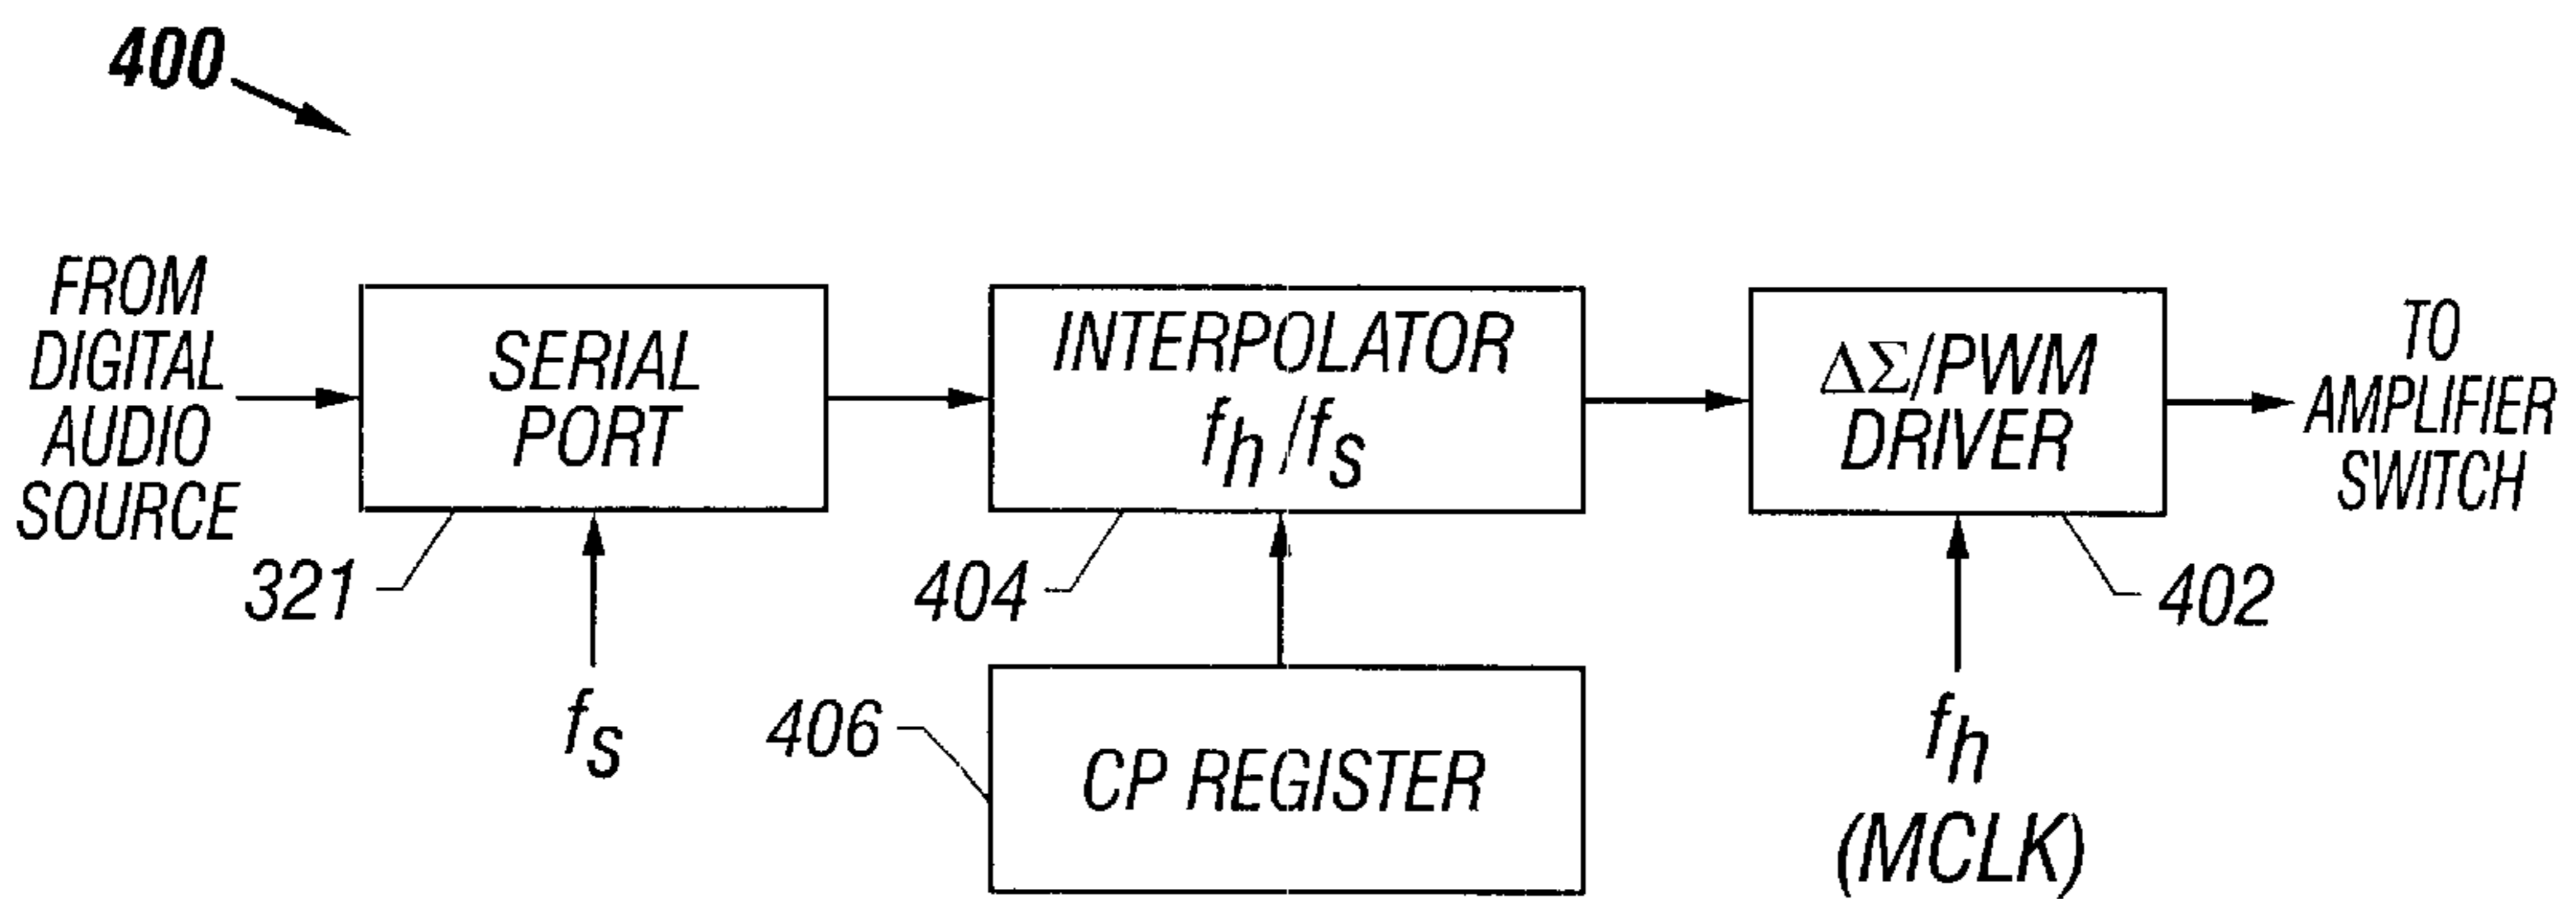 400
FROM
DIGITAL
AUDIO
SOURCE
SERIAL
PORT
321
fs
INTERPOLATOR
fh/fs
404
406
CP REGISTER
ΔΣ/PWM
DRIVER
402
fh
(MCLK)
TO
AMPLIFIER
SWITCH